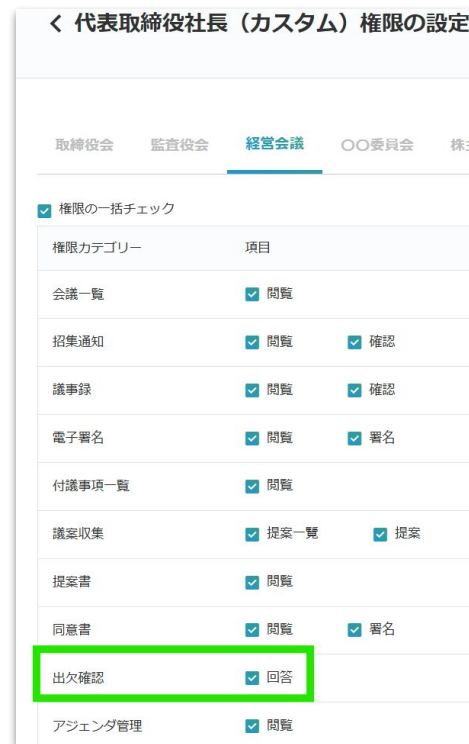 < 代表取締役社長（カスタム）権限の設定
取締役会 監査役会 経営会議 〇〇委員会 株
権限の一括チェック
権限カテゴリー 項目
会議一覧 閲覧
招集通知 閲覧 確認
議事録 閲覧 確認
電子署名 閲覧 署名
付議事項一覧 閲覧
議案収集 提案一覧 提案
提案書 閲覧
同意書 閲覧 署名
出欠確認 回答
アジェンダ管理 閲覧